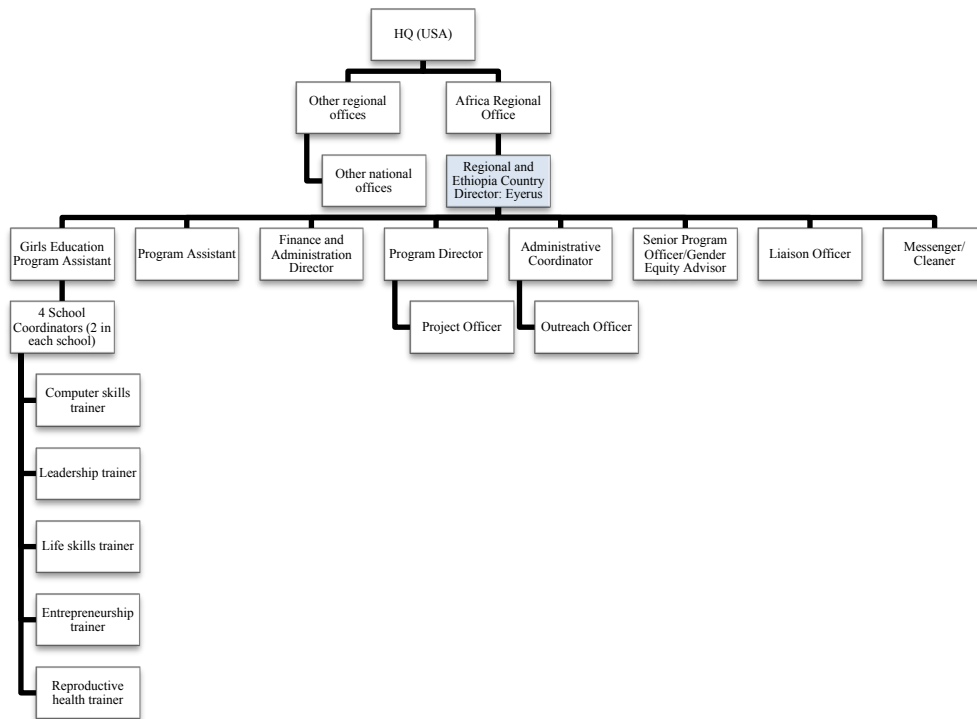 HQ (USA)
Other regional
offices
Africa Regional
Office
Other national
offices
Regional and
Ethiopia Country
Director: Eyerus
Girls Education
Program Assistant
Program Assistant
Finance and
Administration
Director
Program Director
Administrative
Coordinator
Senior Program
Officer/Gender
Equity Advisor
Liaison Officer
Messenger/
Cleaner
4 School
Coordinators (2 in
each school)
Project Officer
Outreach Officer
Computer skills
trainer
Leadership trainer
Life skills trainer
Entrepreneurship
trainer
Reproductive
health trainer